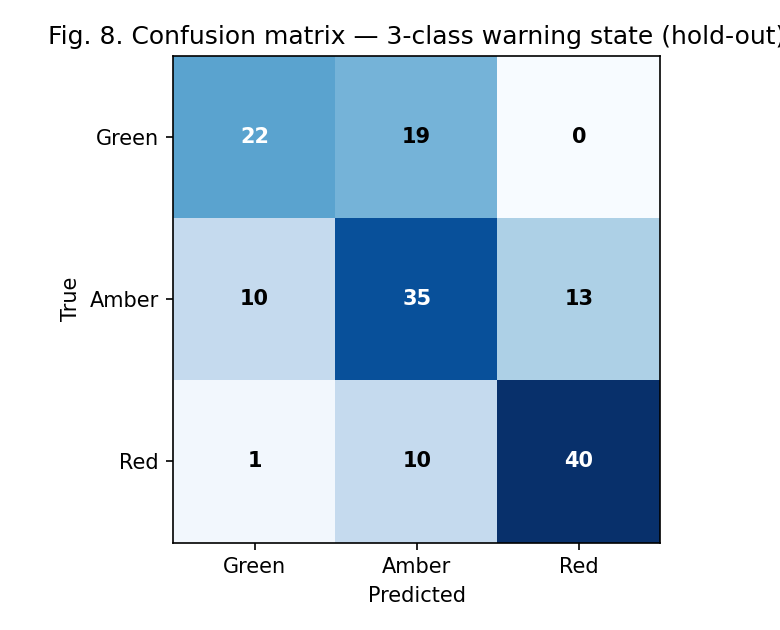 Fig. 8. Confusion matrix — 3-class warning state (hold-out)
Green 22 19 0
True
Amber 10 35 13
Red 1 10 40
Green Amber Red
Predicted